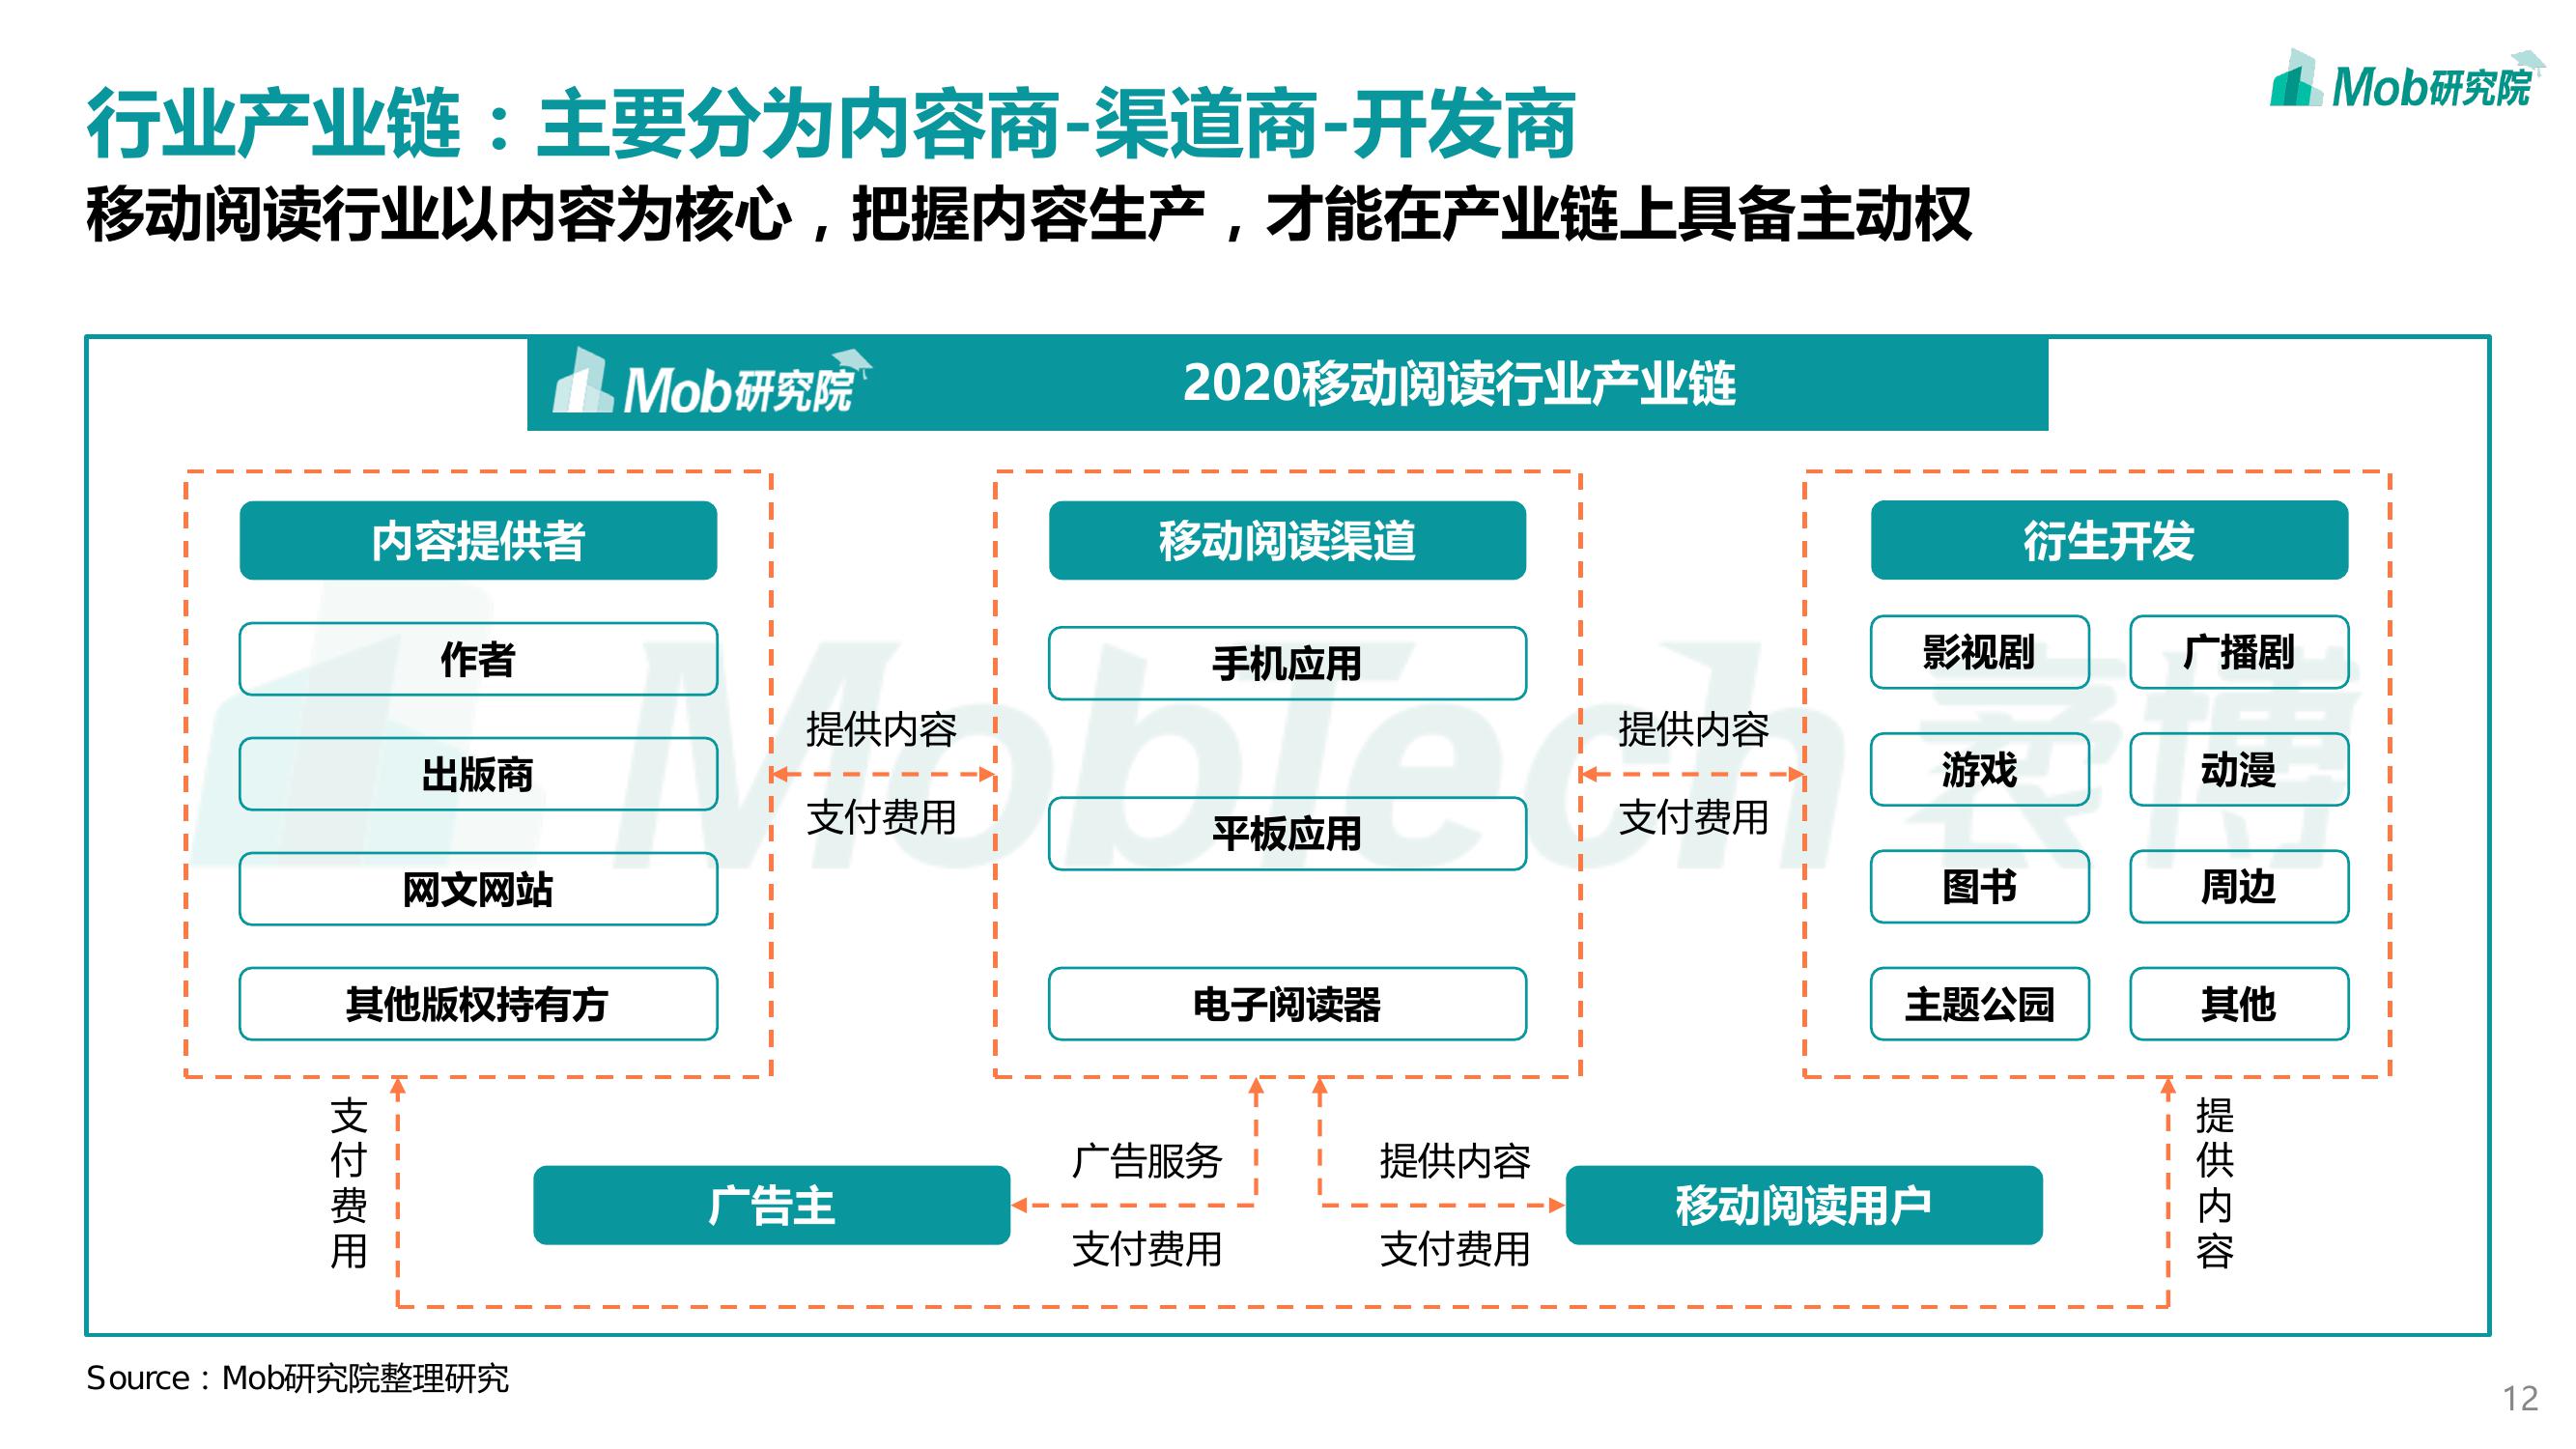 Mob研究院
行业产业链：主要分为内容商-渠道商-开发商
移动阅读行业以内容为核心，把握内容生产，才能在产业链上具备主动权
Mob研究院
2020移动阅读行业产业链
内容提供者
作者
出版商
网文网站
其他版权持有方
提供内容
支付费用
移动阅读渠道
手机应用
平板应用
电子阅读器
提供内容
支付费用
衍生开发
影视剧
广播剧
游戏
动漫
图书
周边
主题公园
其他
支付费用
广告主
广告服务
支付费用
提供内容
支付费用
移动阅读用户
提供内容
MobTech 袤博
Source：Mob研究院整理研究
12